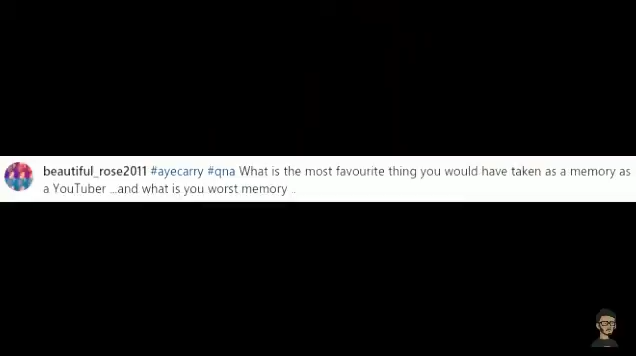 beautiful_rose2011 #ayecarry #qna What is the most favourite thing you would have taken as a memory as
a YouTuber ...and what is you worst memory ..